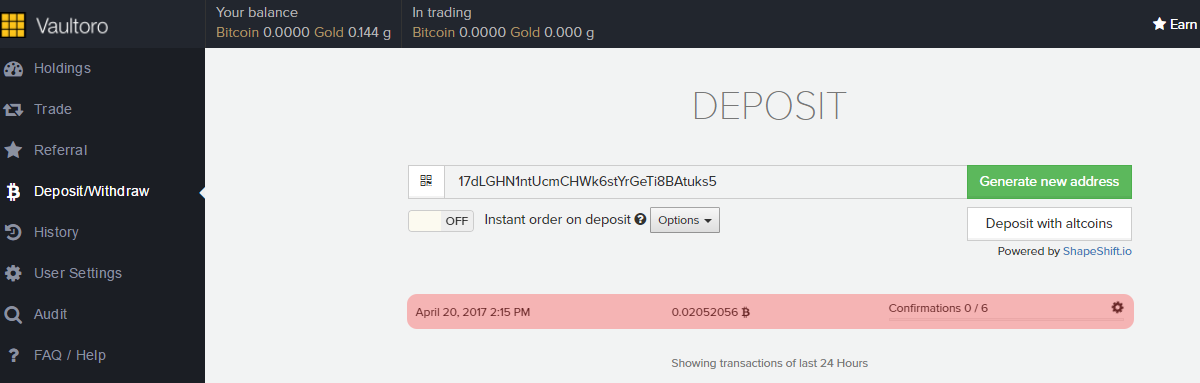 Vaultoro
Your balance
Bitcoin 0.0000 Gold 0.144 g
In trading
Bitcoin 0.0000 Gold 0.000 g
Earn
Holdings
Trade
Referral
Deposit/Withdraw
History
User Settings
Audit
FAQ / Help
DEPOSIT
17dLGHN1ntUcmCHWk6stYrGeTi8BAtuks5
Generate new address
OFF
Instant order on deposit
Options
Deposit with altcoins
Powered by ShapeShift.io
April 20, 2017 2:15 PM
0.02052056
Confirmations 0 / 6
Showing transactions of last 24 Hours